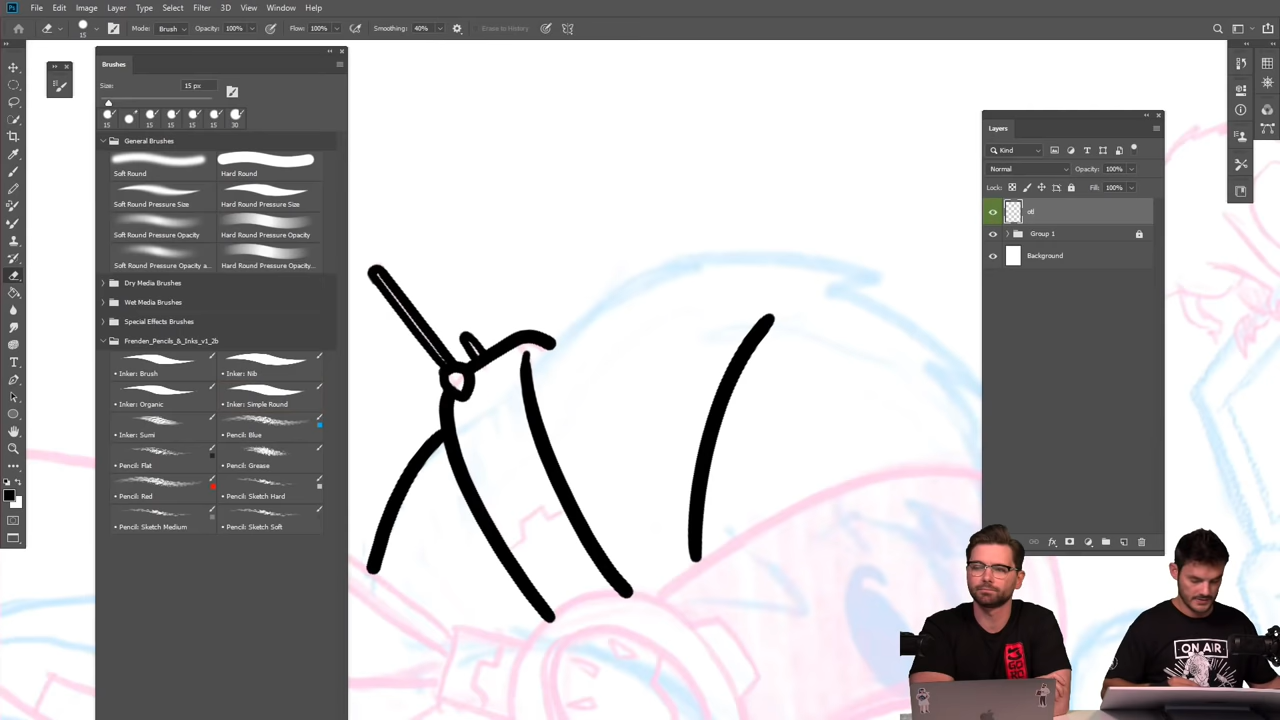 Ps File Edit Image Layer Type Select Filter 3D View Window Help
15 Mode: Brush Opacity: 100% Flow: 100% Smoothing: 40% Erase to History
Brushes
Size: 15 px
15 15 15 15 15 30
General Brushes
Soft Round Hard Round
Soft Round Pressure Size Hard Round Pressure Size
Soft Round Pressure Opacity Hard Round Pressure Opacity
Soft Round Pressure Opacity a... Hard Round Pressure Opacity...
Dry Media Brushes
Wet Media Brushes
Special Effects Brushes
Frenden_Pencils_&_Inks_v1_2b
Inker: Brush Inker: Nib
Inker: Organic Inker: Simple Round
Inker: Sumi Pencil: Blue
Pencil: Flat Pencil: Grease
Pencil: Red Pencil: Sketch Hard
Pencil: Sketch Medium Pencil: Sketch Soft
Layers
Kind
Normal Opacity: 100%
Lock: Fill: 100%
Group 1
Background
fx
ON AIR